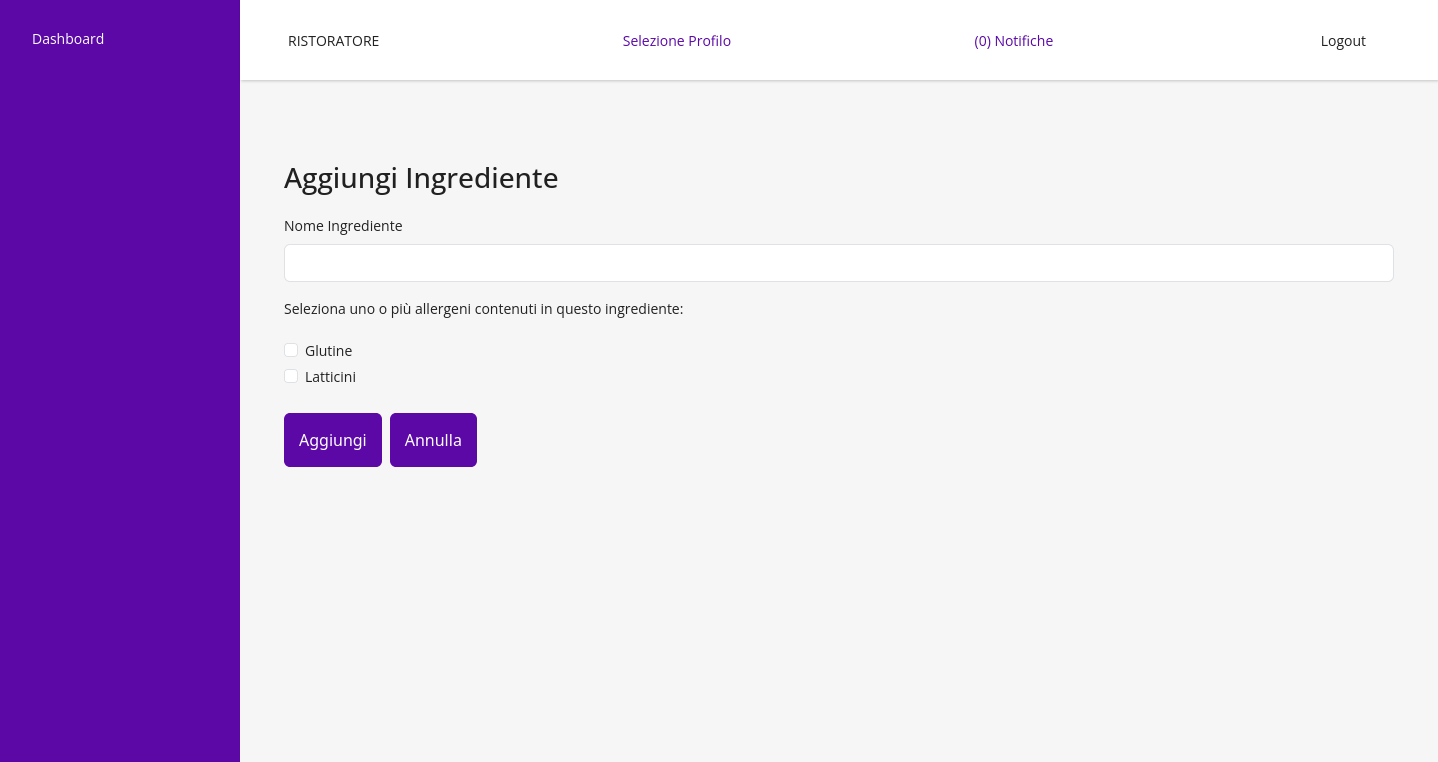 Dashboard
RISTORATORE
Selezione Profilo
(0) Notifiche
Logout
Aggiungi Ingrediente
Nome Ingrediente
Seleziona uno o più allergeni contenuti in questo ingrediente:
Glutine
Latticini
Aggiungi
Annulla